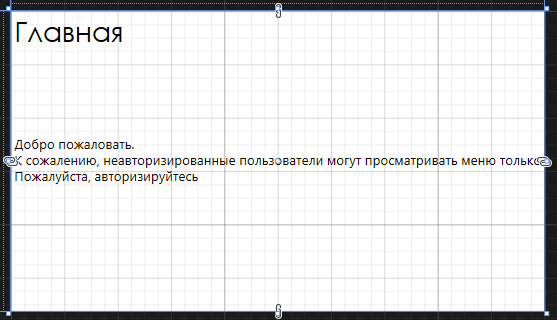 Главная
Добро пожаловать.
К сожалению, неавторизированные пользователи могут просматривать меню только
Пожалуйста, авторизируйтесь